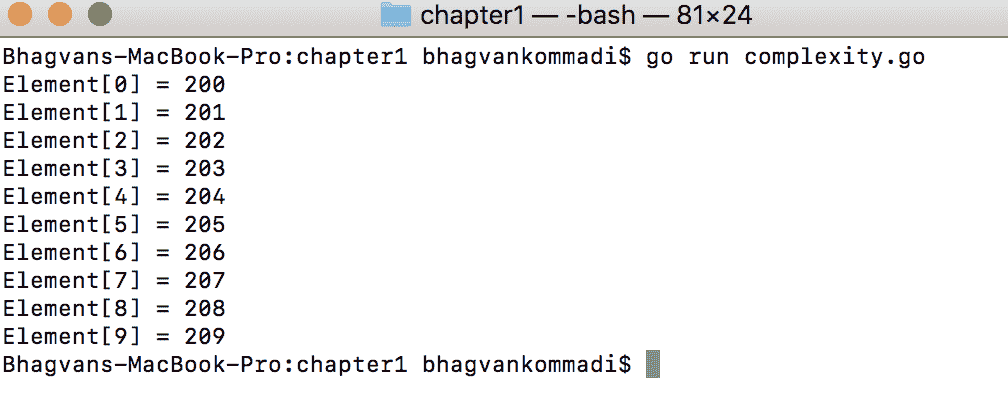 chapter1 — -bash — 81×24
Bhagvans-MacBook-Pro:chapter1 bhagvankommadi$ go run complexity.go
Element[0] = 200
Element[1] = 201
Element[2] = 202
Element[3] = 203
Element[4] = 204
Element[5] = 205
Element[6] = 206
Element[7] = 207
Element[8] = 208
Element[9] = 209
Bhagvans-MacBook-Pro:chapter1 bhagvankommadi$